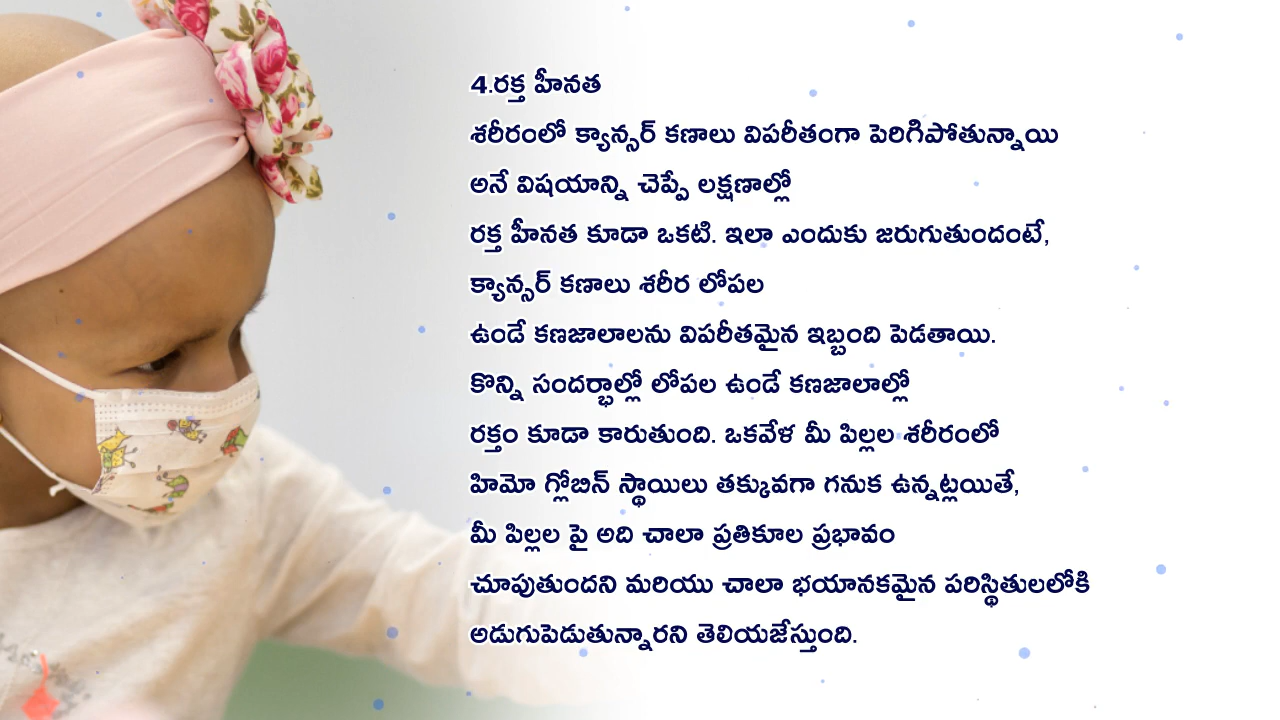 4.రక్త హీనత
శరీరంలో క్యాన్సర్ కణాలు విపరీతంగా పెరిగిపోతున్నాయి
అనే విషయాన్ని చెప్పే లక్షణాల్లో
రక్త హీనత కూడా ఒకటి. ఇలా ఎందుకు జరుగుతుందంటే,
క్యాన్సర్ కణాలు శరీర లోపల
ఉండే కణజాలాలను విపరీతమైన ఇబ్బంది పెడతాయి.
కొన్ని సందర్భాల్లో లోపల ఉండే కణజాలాల్లో
రక్తం కూడా కారుతుంది. ఒకవేళ మీ పిల్లల శరీరంలో
హిమో గ్లోబిన్ స్థాయిలు తక్కువగా గనుక ఉన్నట్లయితే,
మీ పిల్లల పై అది చాలా ప్రతికూల ప్రభావం
చూపుతుందని మరియు చాలా భయానకమైన పరిస్థితులలోకి
అడుగుపెడుతున్నారని తెలియజేస్తుంది.